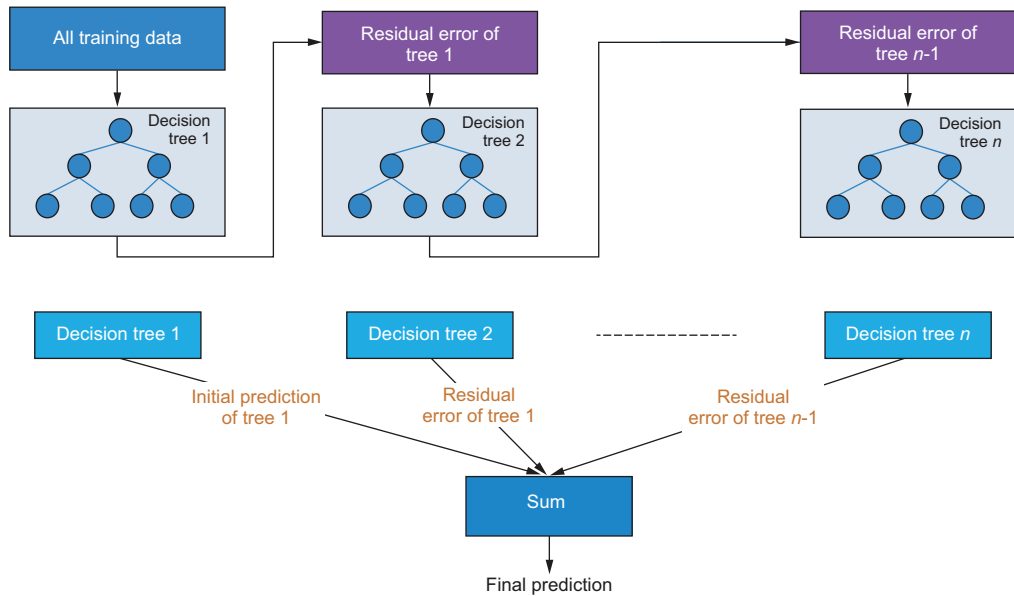 All training data
Residual error of
tree 1
Residual error of
tree n-1
Decision
tree 1
Decision
tree 2
Decision
tree n
Decision tree 1
Decision tree 2
Decision tree n
Initial prediction
of tree 1
Residual
error of tree 1
Residual
error of tree n-1
Sum
Final prediction